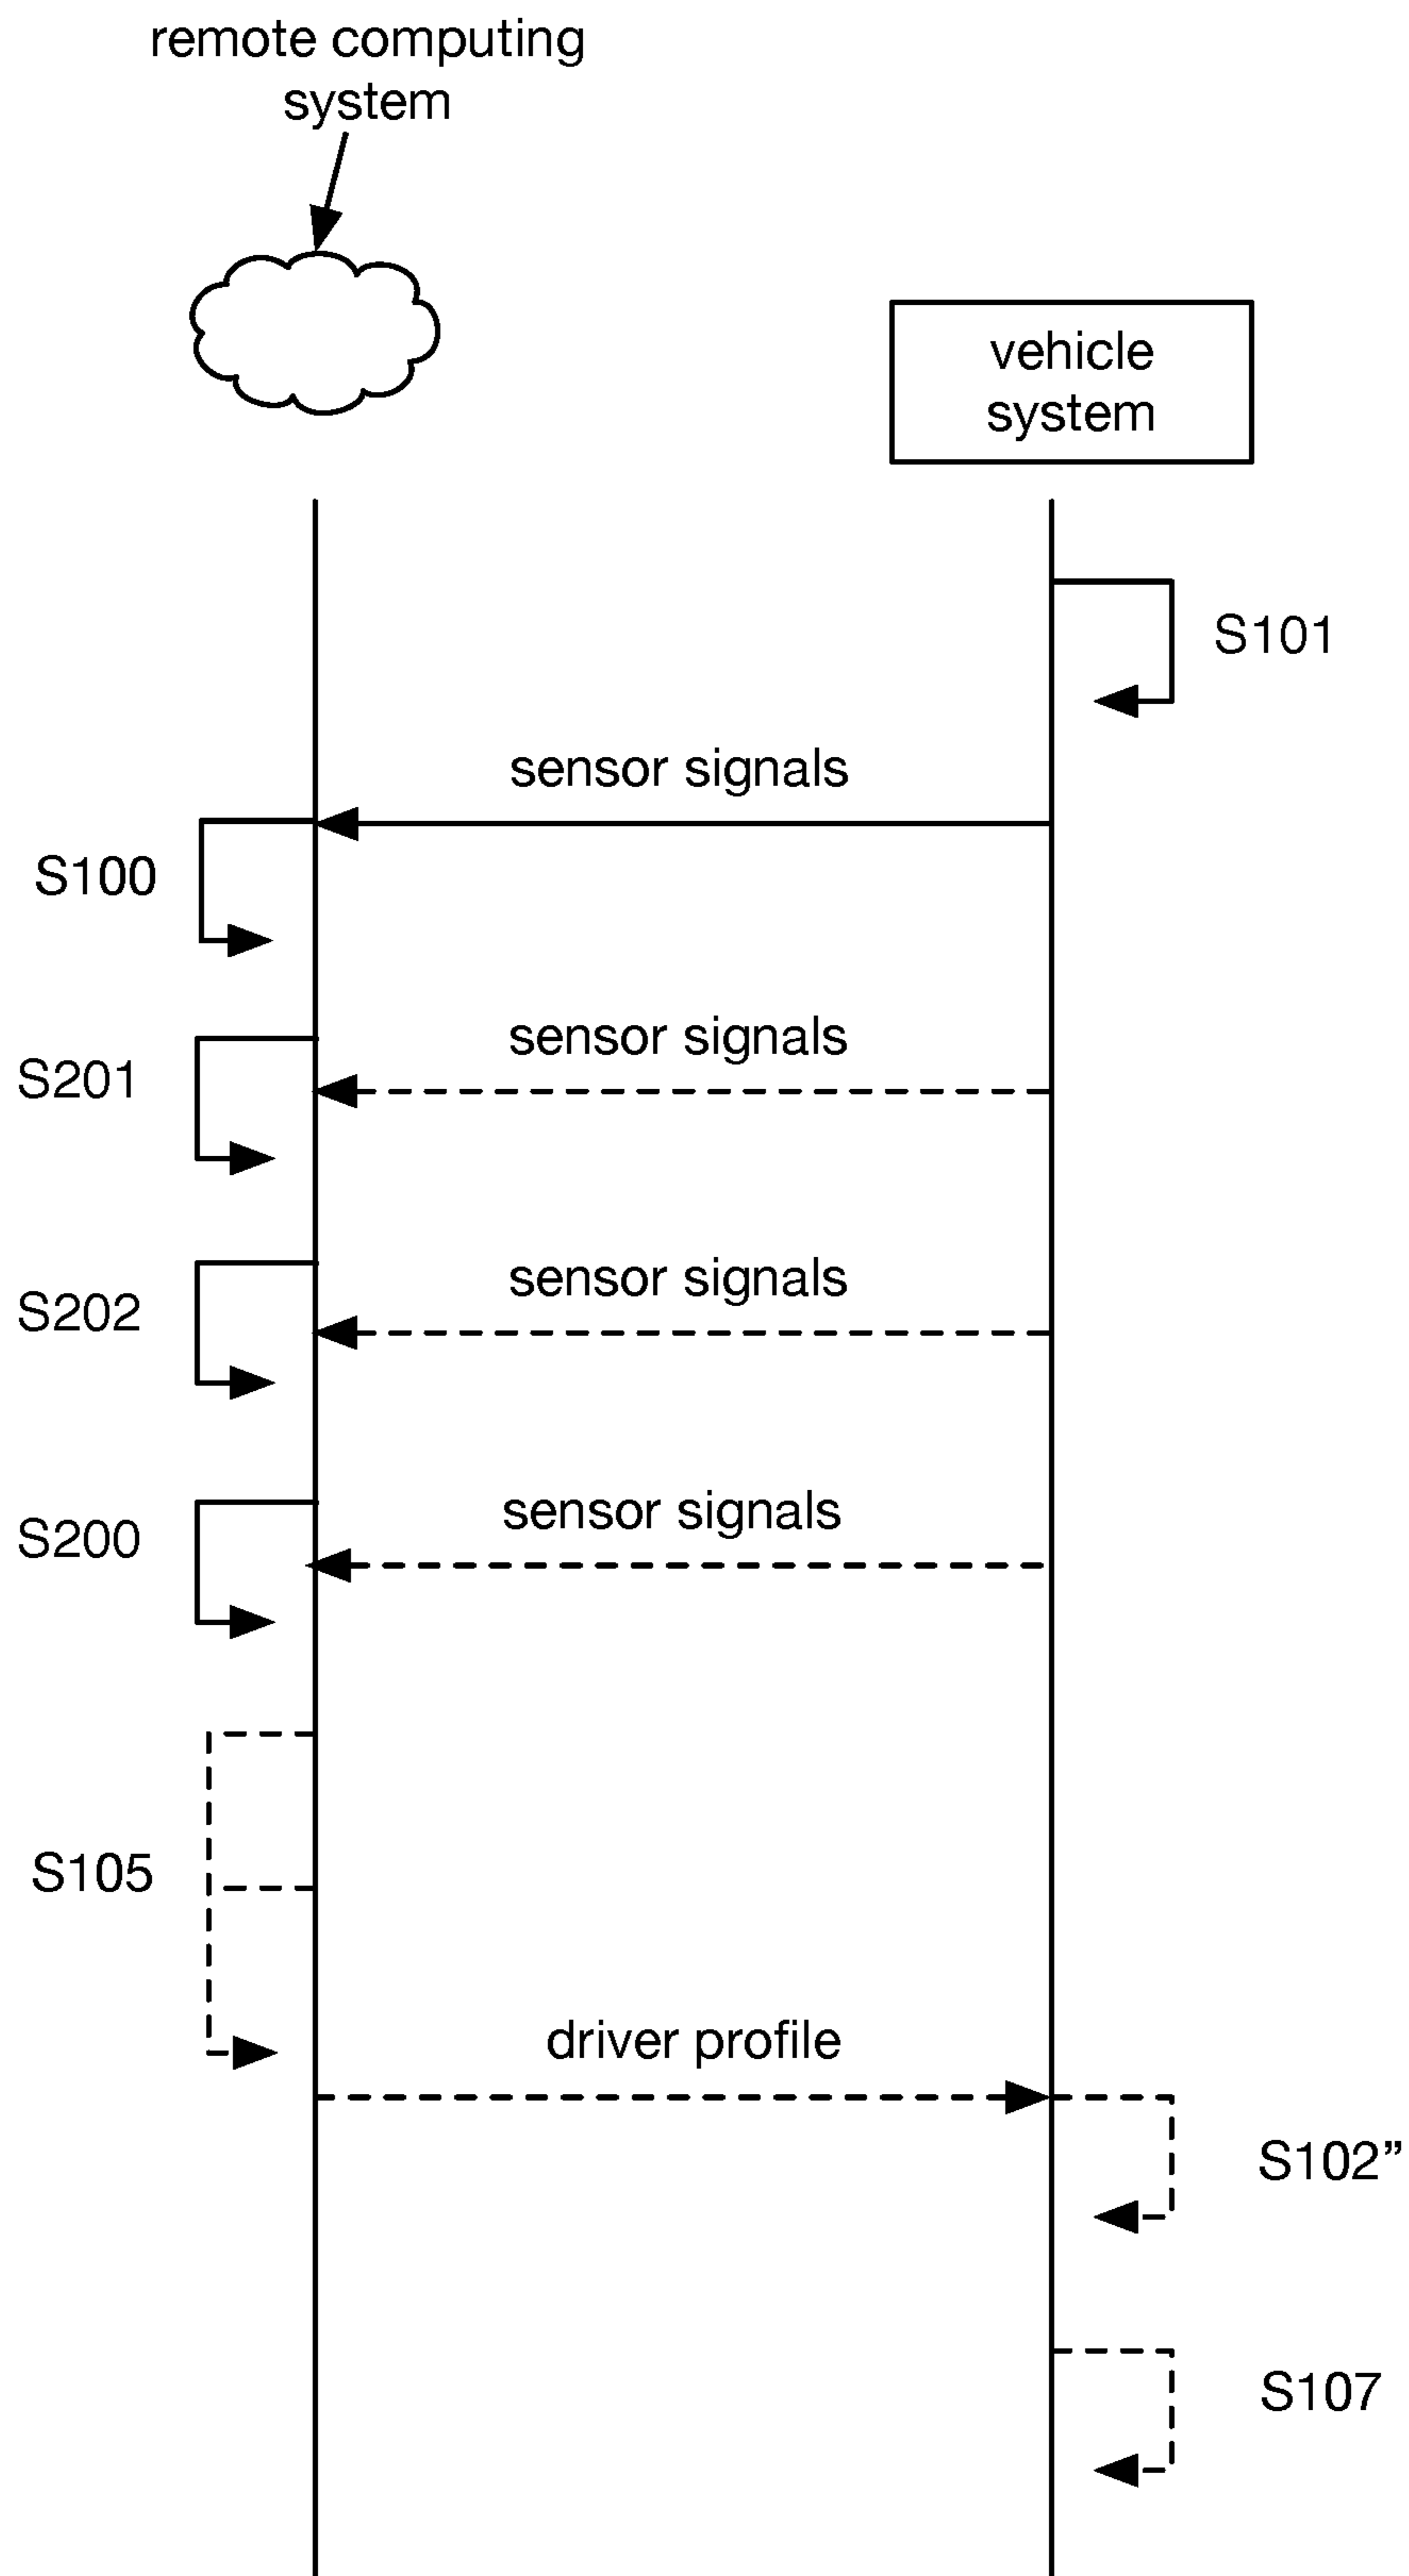 remote computing
system
vehicle
system
S101
sensor signals
S100
sensor signals
S201
sensor signals
S202
sensor signals
S200
S105
driver profile
S102”
S107